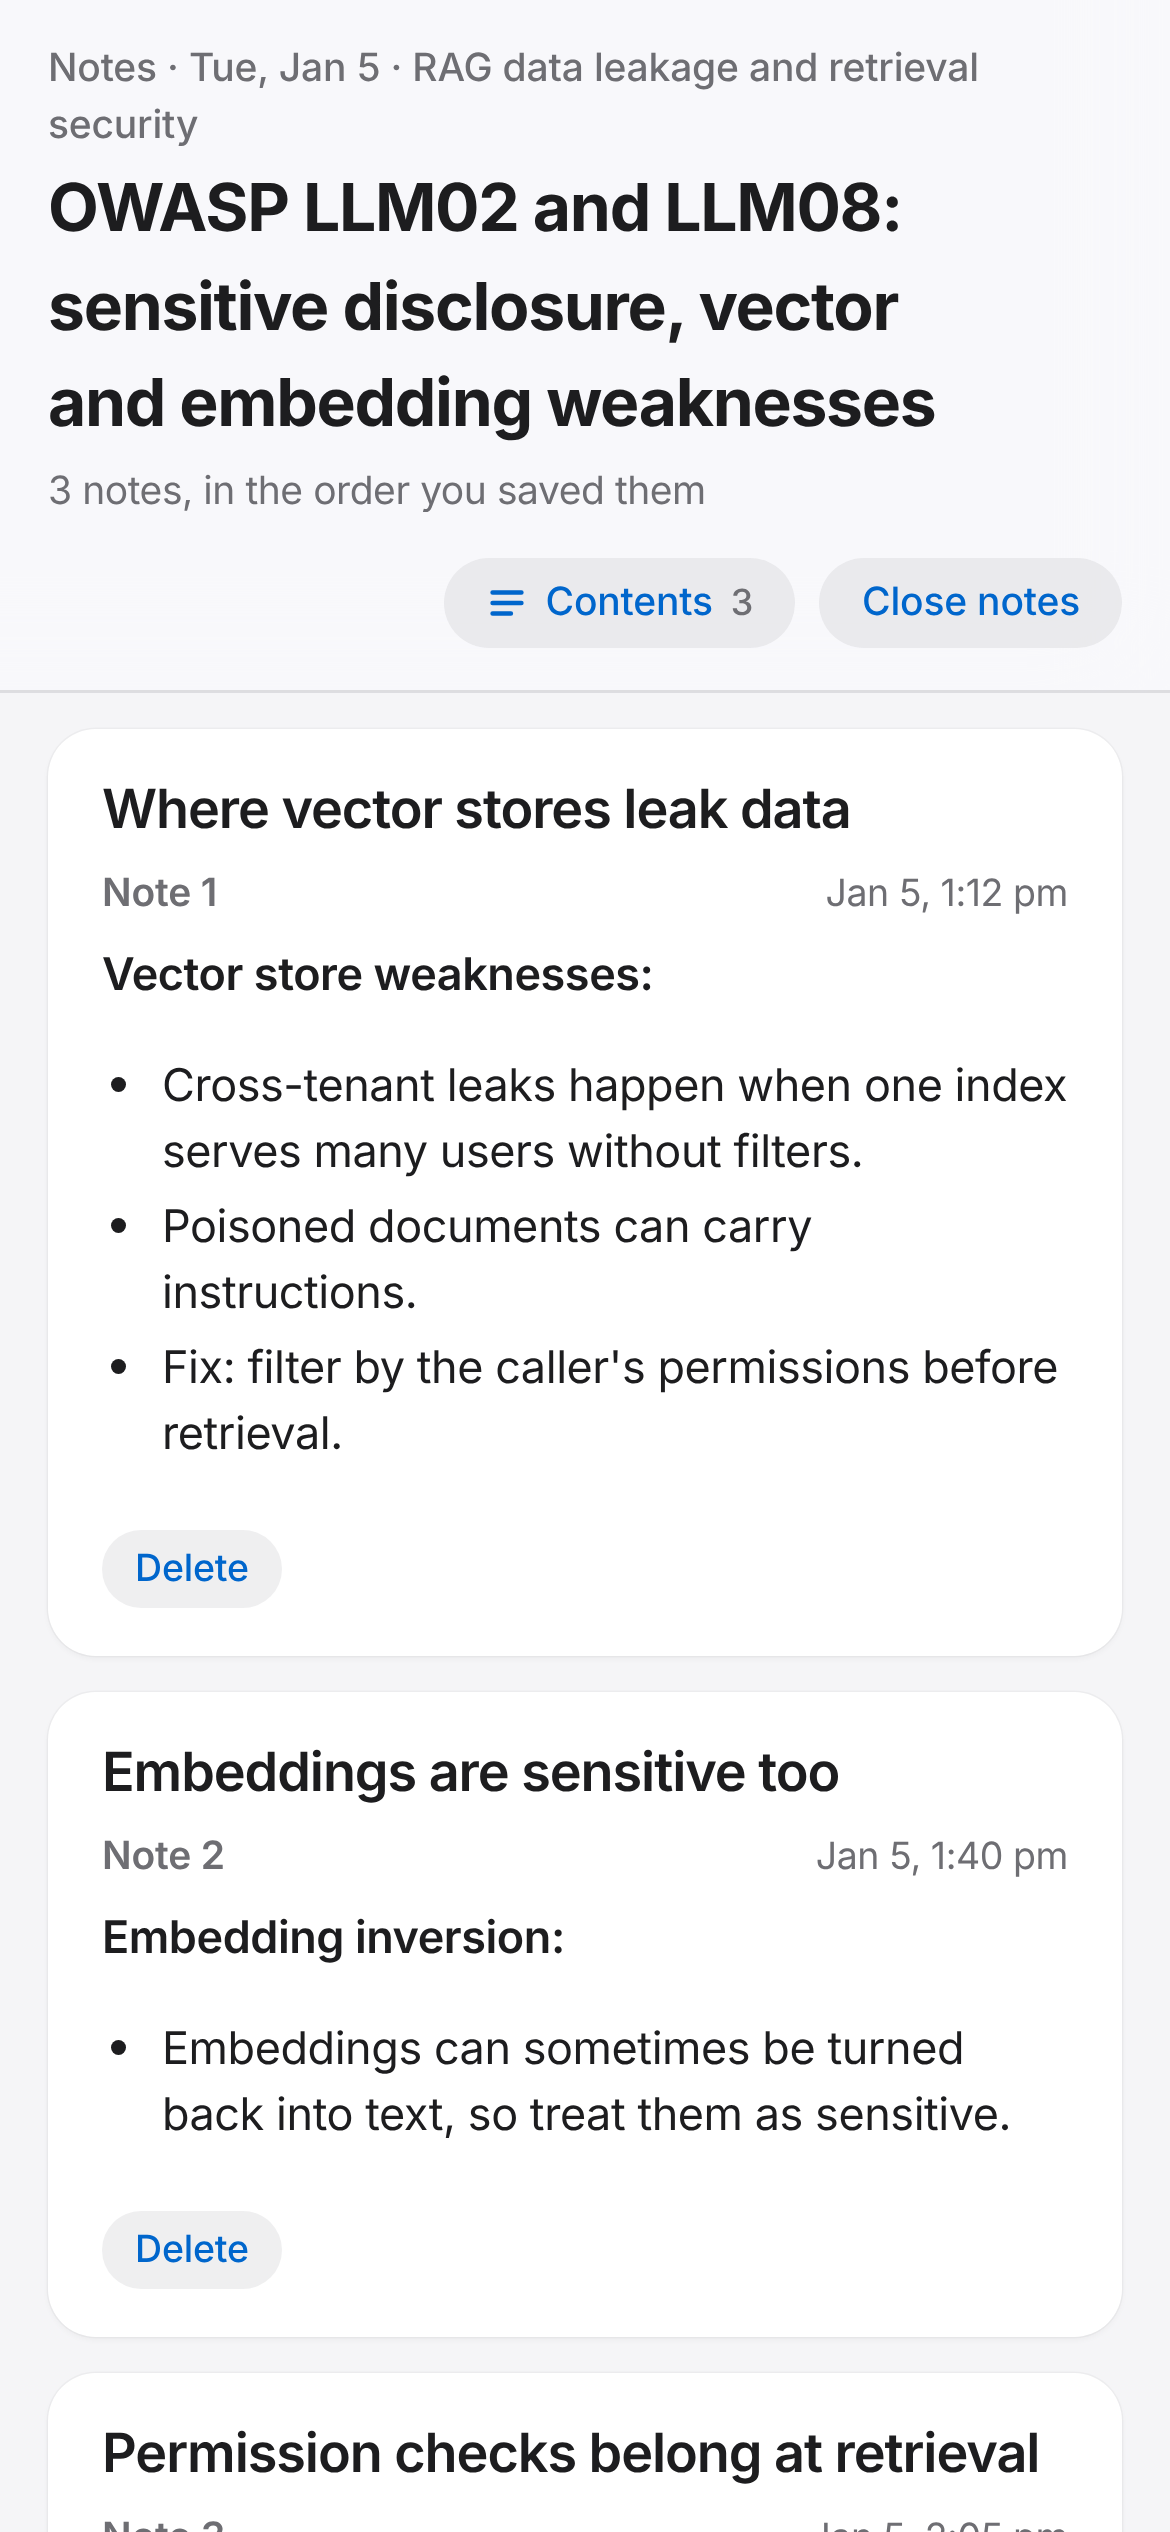 Notes · Tue, Jan 5 · RAG data leakage and retrieval
security
OWASP LLM02 and LLM08:
sensitive disclosure, vector
and embedding weaknesses
3 notes, in the order you saved them
Contents 3
Close notes
Where vector stores leak data
Note 1
Jan 5, 1:12 pm
Vector store weaknesses:
• Cross-tenant leaks happen when one index
serves many users without filters.
• Poisoned documents can carry
instructions.
• Fix: filter by the caller's permissions before
retrieval.
Delete
Embeddings are sensitive too
Note 2
Jan 5, 1:40 pm
Embedding inversion:
• Embeddings can sometimes be turned
back into text, so treat them as sensitive.
Delete
Permission checks belong at retrieval